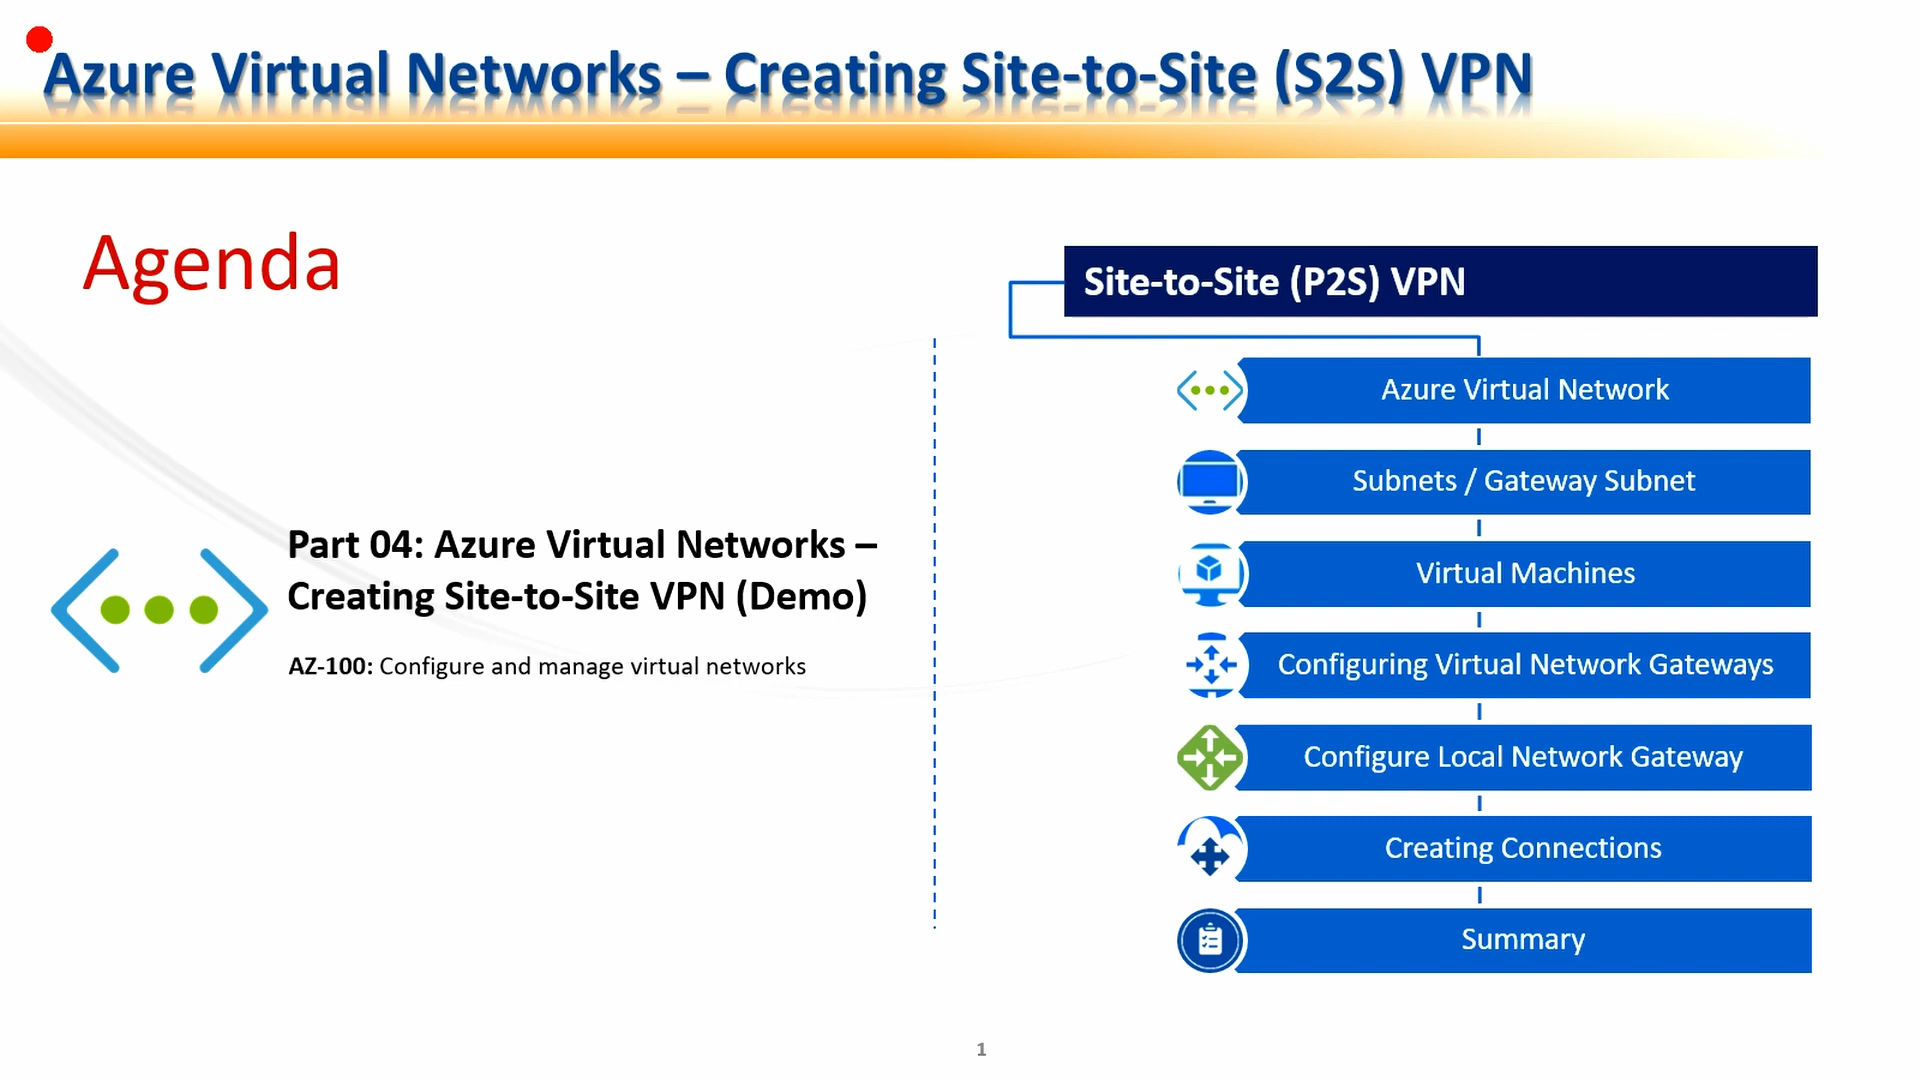 Azure Virtual Networks – Creating Site-to-Site (S2S) VPN
Agenda
Part 04: Azure Virtual Networks –
Creating Site-to-Site VPN (Demo)
AZ-100: Configure and manage virtual networks
Site-to-Site (P2S) VPN
Azure Virtual Network
Subnets / Gateway Subnet
Virtual Machines
Configuring Virtual Network Gateways
Configure Local Network Gateway
Creating Connections
Summary
1